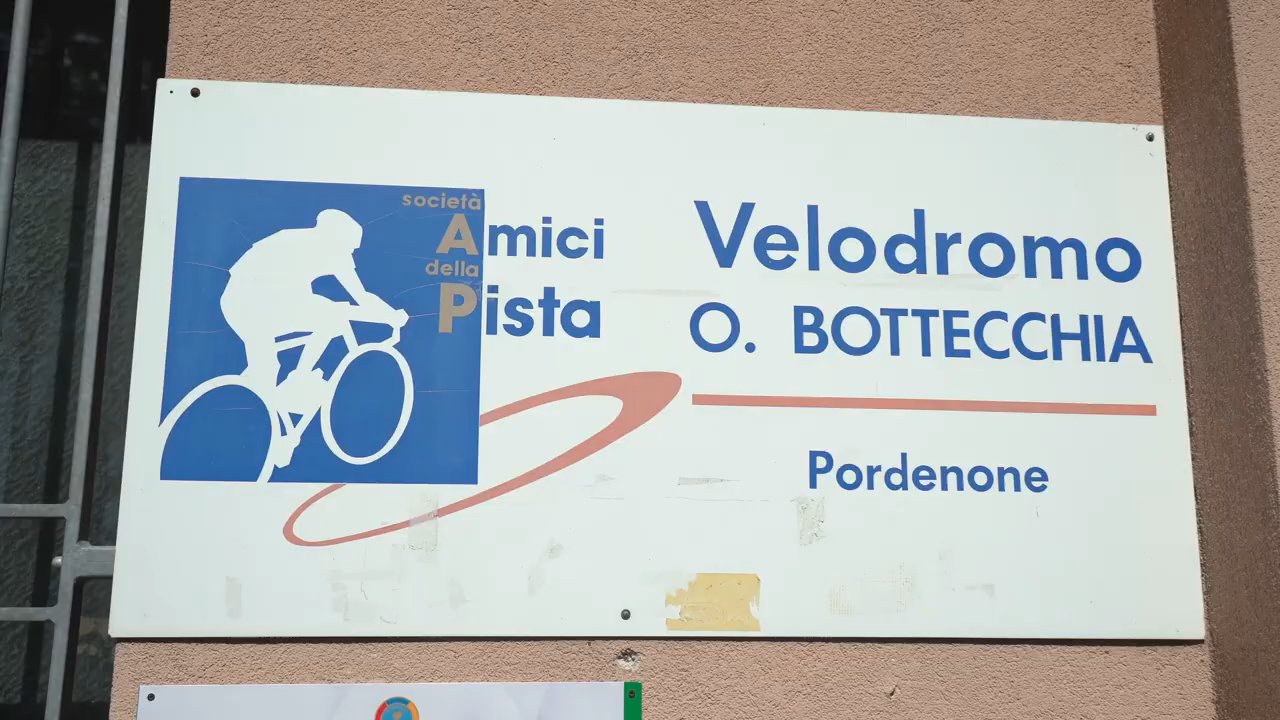 società
Amici
della
Pista
Velodromo
O. BOTTECCHIA
Pordenone